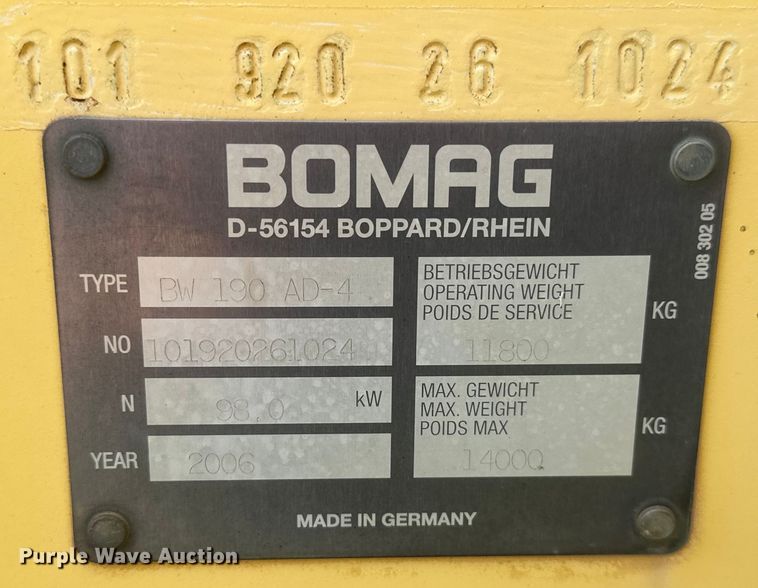 101 920 26 1024
BOMAG
D-56154 BOPPARD/RHEIN
008 302 05
TYPE BW 190 AD-4
NO 101920261024
N 98.0 kW
YEAR 2006
BETRIEBSGEWICHT
OPERATING WEIGHT
POIDS DE SERVICE
11800 KG
MAX. GEWICHT
MAX. WEIGHT
POIDS MAX
14000 KG
MADE IN GERMANY
Purple Wave Auction